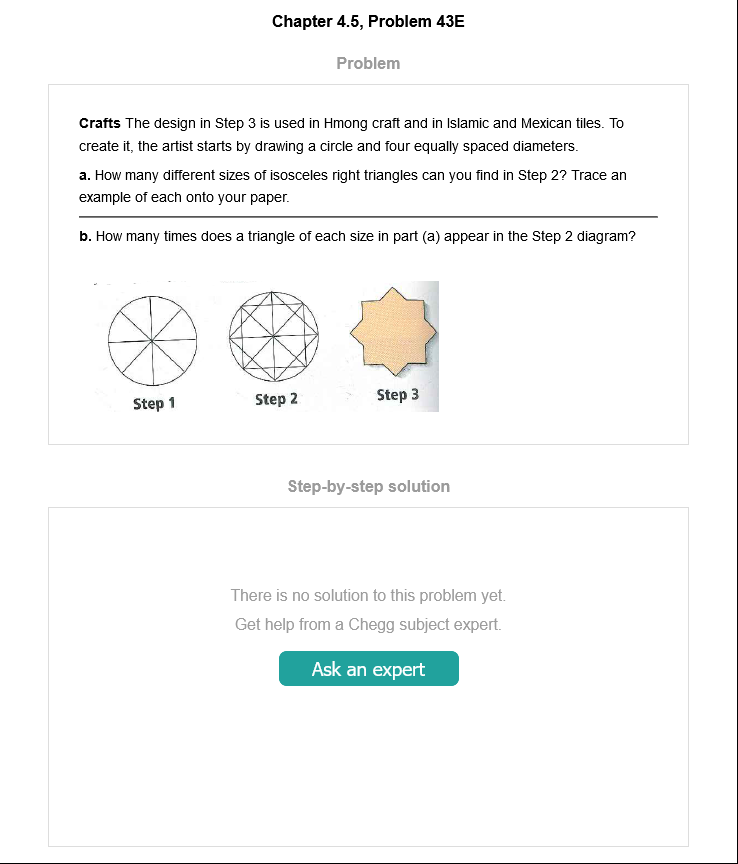 Chapter 4.5, Problem 43E
Problem
Crafts The design in Step 3 is used in Hmong craft and in Islamic and Mexican tiles. To
create it, the artist starts by drawing a circle and four equally spaced diameters.
a. How many different sizes of isosceles right triangles can you find in Step 2? Trace an
example of each onto your paper.
b. How many times does a triangle of each size in part (a) appear in the Step 2 diagram?
Step 1
Step 2
Step 3
Step-by-step solution
There is no solution to this problem yet.
Get help from a Chegg subject expert.
Ask an expert